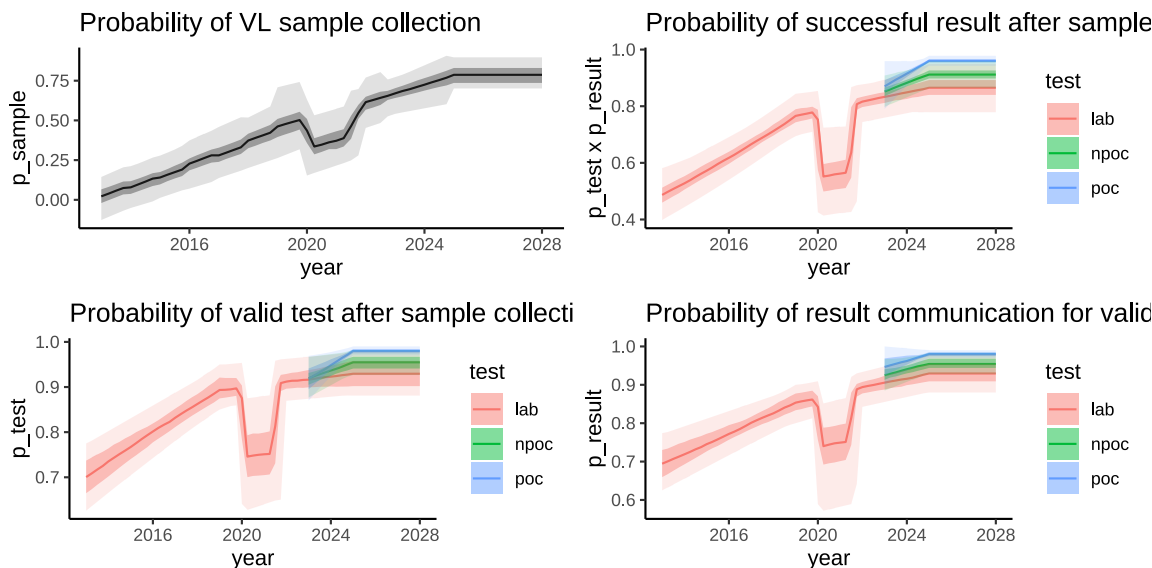 Probability of VL sample collection
p_sample
0.75
0.50
0.25
0.00
2016
2020
2024
2028
year
Probability of successful result after sample
p_test x p_result
1.0
0.8
0.6
0.4
2016
2020
2024
2028
year
test
lab
npoc
poc
Probability of valid test after sample collecti
p_test
1.0
0.9
0.8
0.7
2016
2020
2024
2028
year
test
lab
npoc
poc
Probability of result communication for valid
p_result
1.0
0.9
0.8
0.7
0.6
2016
2020
2024
2028
year
test
lab
npoc
poc